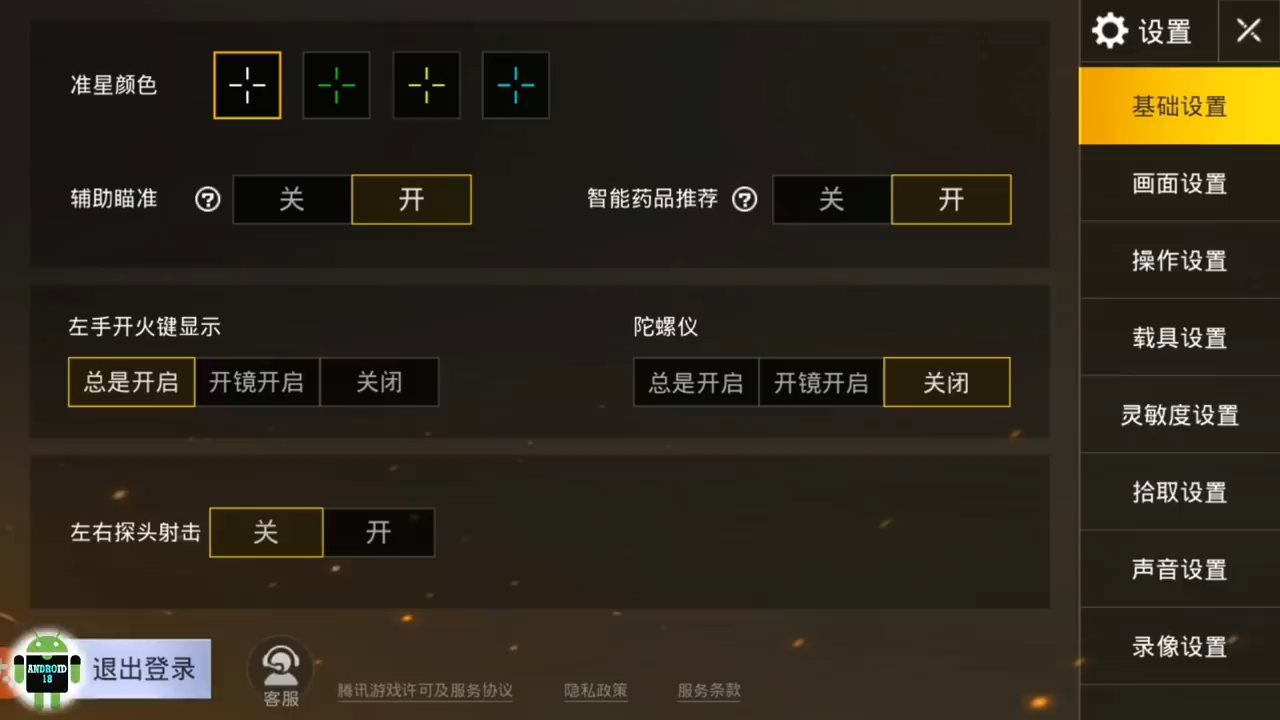 设置
准星颜色
基础设置
辅助瞄准 ? 关 开 智能药品推荐 ? 关 开
画面设置
操作设置
左手开火键显示 陀螺仪
载具设置
总是开启 开镜开启 关闭 总是开启 开镜开启 关闭
灵敏度设置
拾取设置
左右探头射击 关 开
声音设置
录像设置
ANDROID
18
退出登录
客服
腾讯游戏许可及服务协议 隐私政策 服务条款